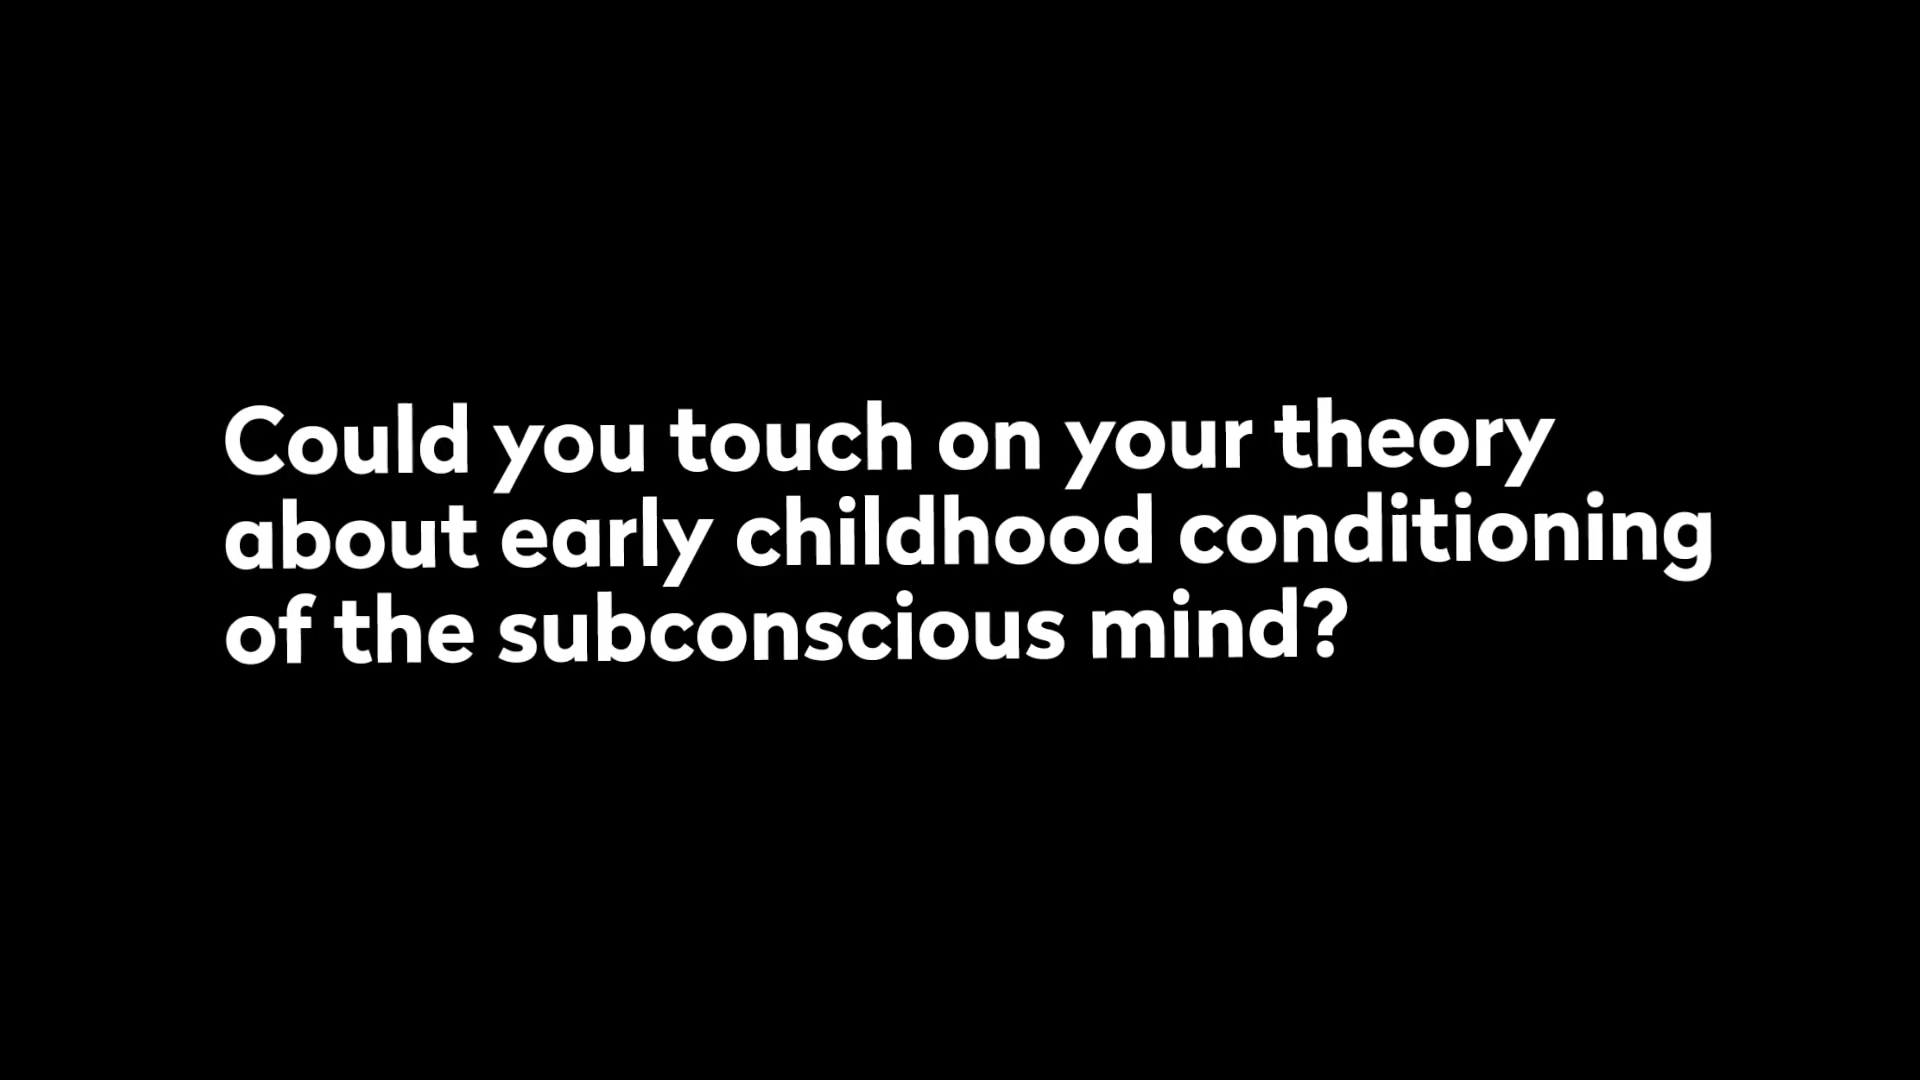 Could you touch on your theory
about early childhood conditioning
of the subconscious mind?